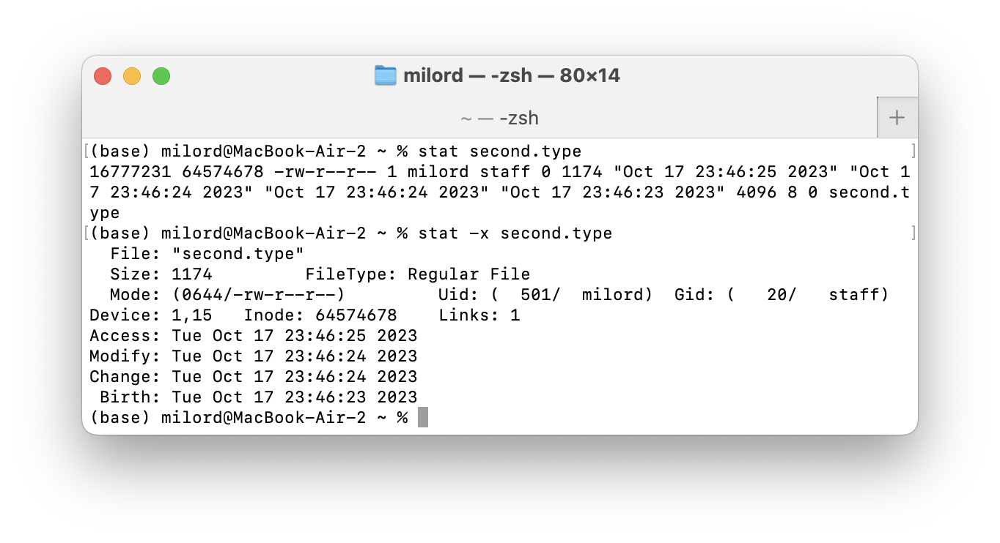 milord — -zsh — 80×14
~ — -zsh
+
[(base) milord@MacBook-Air-2 ~ % stat second.type ]
16777231 64574678 -rw-r--r-- 1 milord staff 0 1174 "Oct 17 23:46:25 2023" "Oct 1
7 23:46:24 2023" "Oct 17 23:46:24 2023" "Oct 17 23:46:23 2023" 4096 8 0 second.t
ype
[(base) milord@MacBook-Air-2 ~ % stat -x second.type ]
  File: "second.type"
  Size: 1174         FileType: Regular File
  Mode: (0644/-rw-r--r--)         Uid: (  501/  milord)  Gid: (   20/   staff)
Device: 1,15   Inode: 64574678    Links: 1
Access: Tue Oct 17 23:46:25 2023
Modify: Tue Oct 17 23:46:24 2023
Change: Tue Oct 17 23:46:24 2023
 Birth: Tue Oct 17 23:46:23 2023
(base) milord@MacBook-Air-2 ~ %